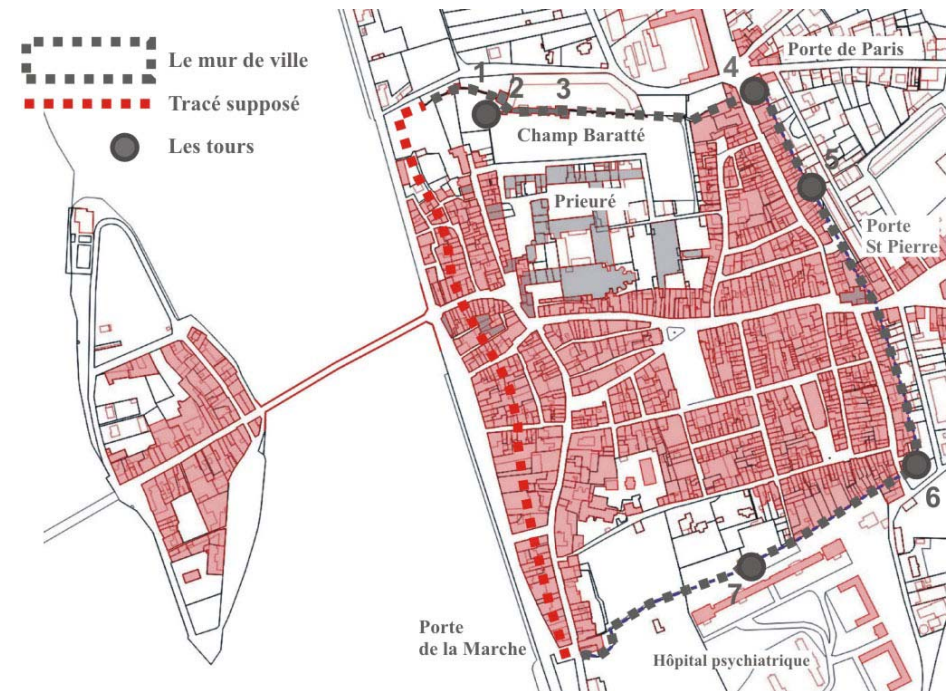 Le mur de ville
Tracé supposé
Les tours
1
2
3
4
Porte de Paris
Champ Baratté
Prieuré
5
Porte
St Pierre
6
7
Porte
de la Marche
Hôpital psychiatrique